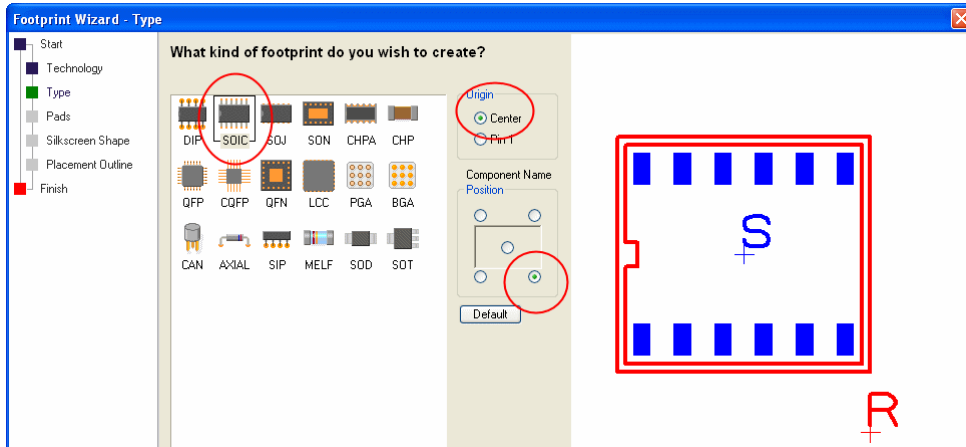 Footprint Wizard - Type
Start
Technology
Type
Pads
Silkscreen Shape
Placement Outline
Finish
What kind of footprint do you wish to create?
DIP SOIC SOJ SON CHPA CHP
QFP CQFP QFN LCC PGA BGA
CAN AXIAL SIP MELF SOD SOT
Origin
Center
Pin 1
Component Name
Position
Default
S
R